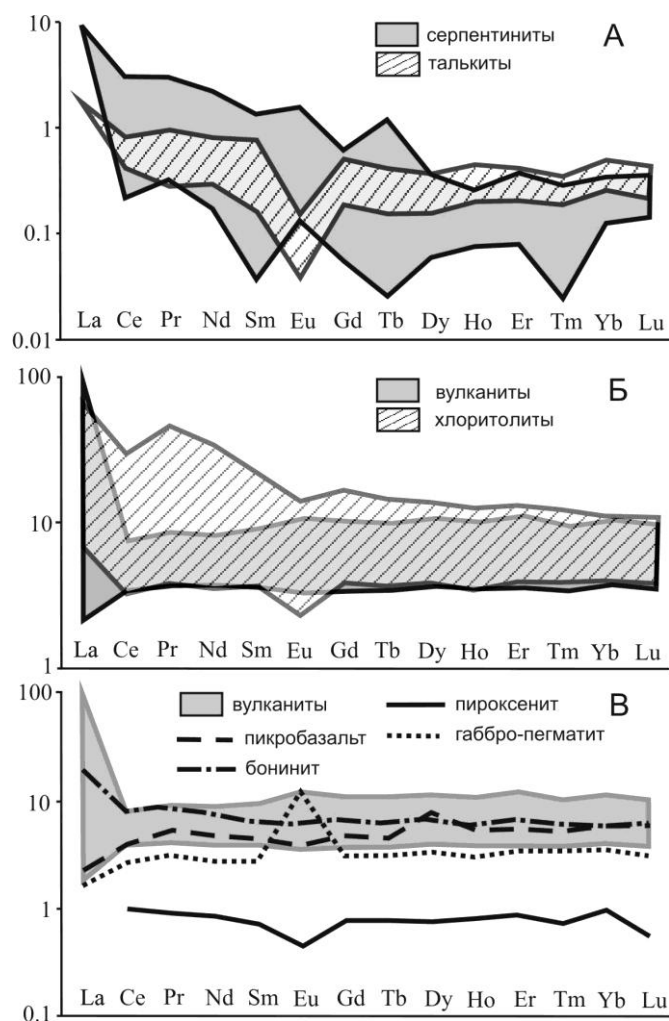 10
серпентиниты
А
талькиты
1
0.1
La Ce Pr Nd Sm Eu Gd Tb Dy Ho Er Tm Yb Lu
0.01
100
вулканиты
Б
хлоритолиты
10
La Ce Pr Nd Sm Eu Gd Tb Dy Ho Er Tm Yb Lu
1
100
вулканиты
пироксенит
В
пикробазальт
габбро-пегматит
бонинит
10
1
La Ce Pr Nd Sm Eu Gd Tb Dy Ho Er Tm Yb Lu
0.1